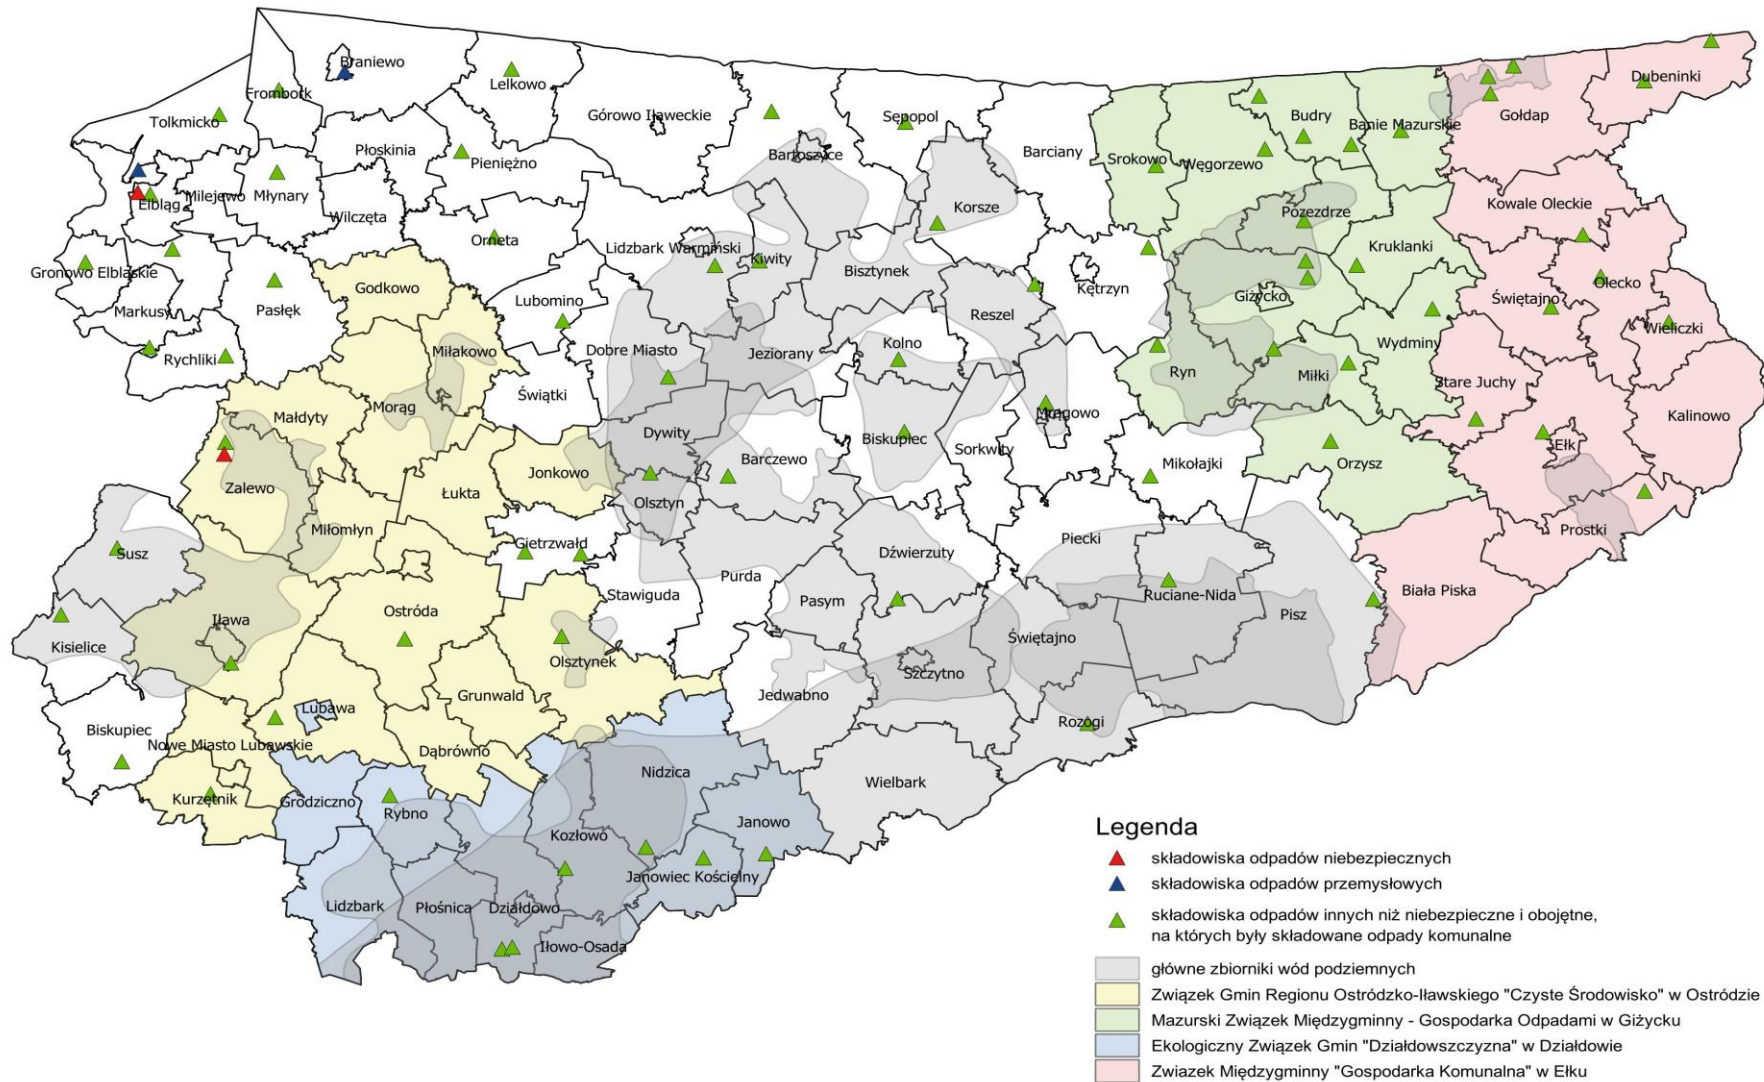 Braniewo
Lelkowo
Frombork
Dubeninki
Tolkmicko
Górowo Iławeckie
Sępopol
Budry
Banie Mazurskie
Gołdap
Płoskinia
Pieniężno
Bartoszyce
Barciany
Srokowo
Węgorzewo
Elbląg
Milejewo
Młynary
Wilczęta
Korsze
Pozezdrze
Kowale Oleckie
Orneta
Lidzbark Warmiński
Kiwity
Bisztynek
Kruklanki
Gronowo Elbląskie
Godkowo
Kętrzyn
Giżycko
Olecko
Markusy
Pasłęk
Lubomino
Reszel
Świętajno
Wieliczki
Rychliki
Miłakowo
Dobre Miasto
Jeziorany
Kolno
Wydminy
Świątki
Ryn
Miłki
Stare Juchy
Małdyty
Morąg
Mrągowo
Kalinowo
Dywity
Biskupiec
Sorkwity
Ełk
Barczewo
Mikołajki
Orzysz
Zalewo
Łukta
Jonkowo
Olsztyn
Miłomłyn
Prostki
Susz
Gietrzwałd
Dźwierzuty
Piecki
Purda
Biała Piska
Stawiguda
Pasym
Ruciane-Nida
Ostróda
Iława
Pisz
Kisielice
Świętajno
Olsztynek
Szczytno
Grunwald
Jedwabno
Lubawa
Rozogi
Biskupiec
Nowe Miasto Lubawskie
Dąbrówno
Nidzica
Wielbark
Kurzętnik
Grodziczno
Rybno
Kozłowo
Janowo
Janowiec Kościelny
Lidzbark
Płośnica
Działdowo
Iłowo-Osada
Legenda
składowiska odpadów niebezpiecznych
składowiska odpadów przemysłowych
składowiska odpadów innych niż niebezpieczne i obojętne,
na których były składowane odpady komunalne
główne zbiorniki wód podziemnych
Związek Gmin Regionu Ostródzko-Iławskiego "Czyste Środowisko" w Ostródzie
Mazurski Związek Międzygminny - Gospodarka Odpadami w Giżycku
Ekologiczny Związek Gmin "Działdowszczyzna" w Działdowie
Zwiazek Międzygminny "Gospodarka Komunalna" w Ełku